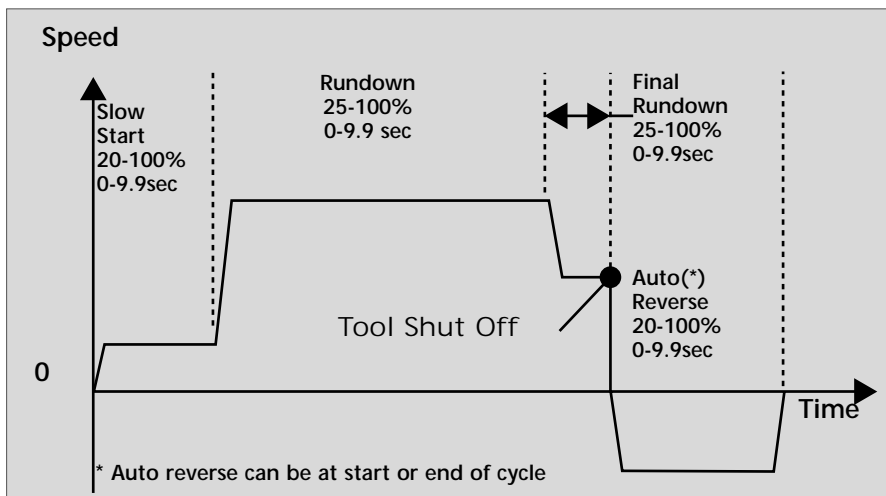 Speed
Slow
Start
20-100%
0-9.9sec
Rundown
25-100%
0-9.9 sec
Final
Rundown
25-100%
0-9.9sec
Tool Shut Off
Auto(*)
Reverse
20-100%
0-9.9sec
0
Time
* Auto reverse can be at start or end of cycle